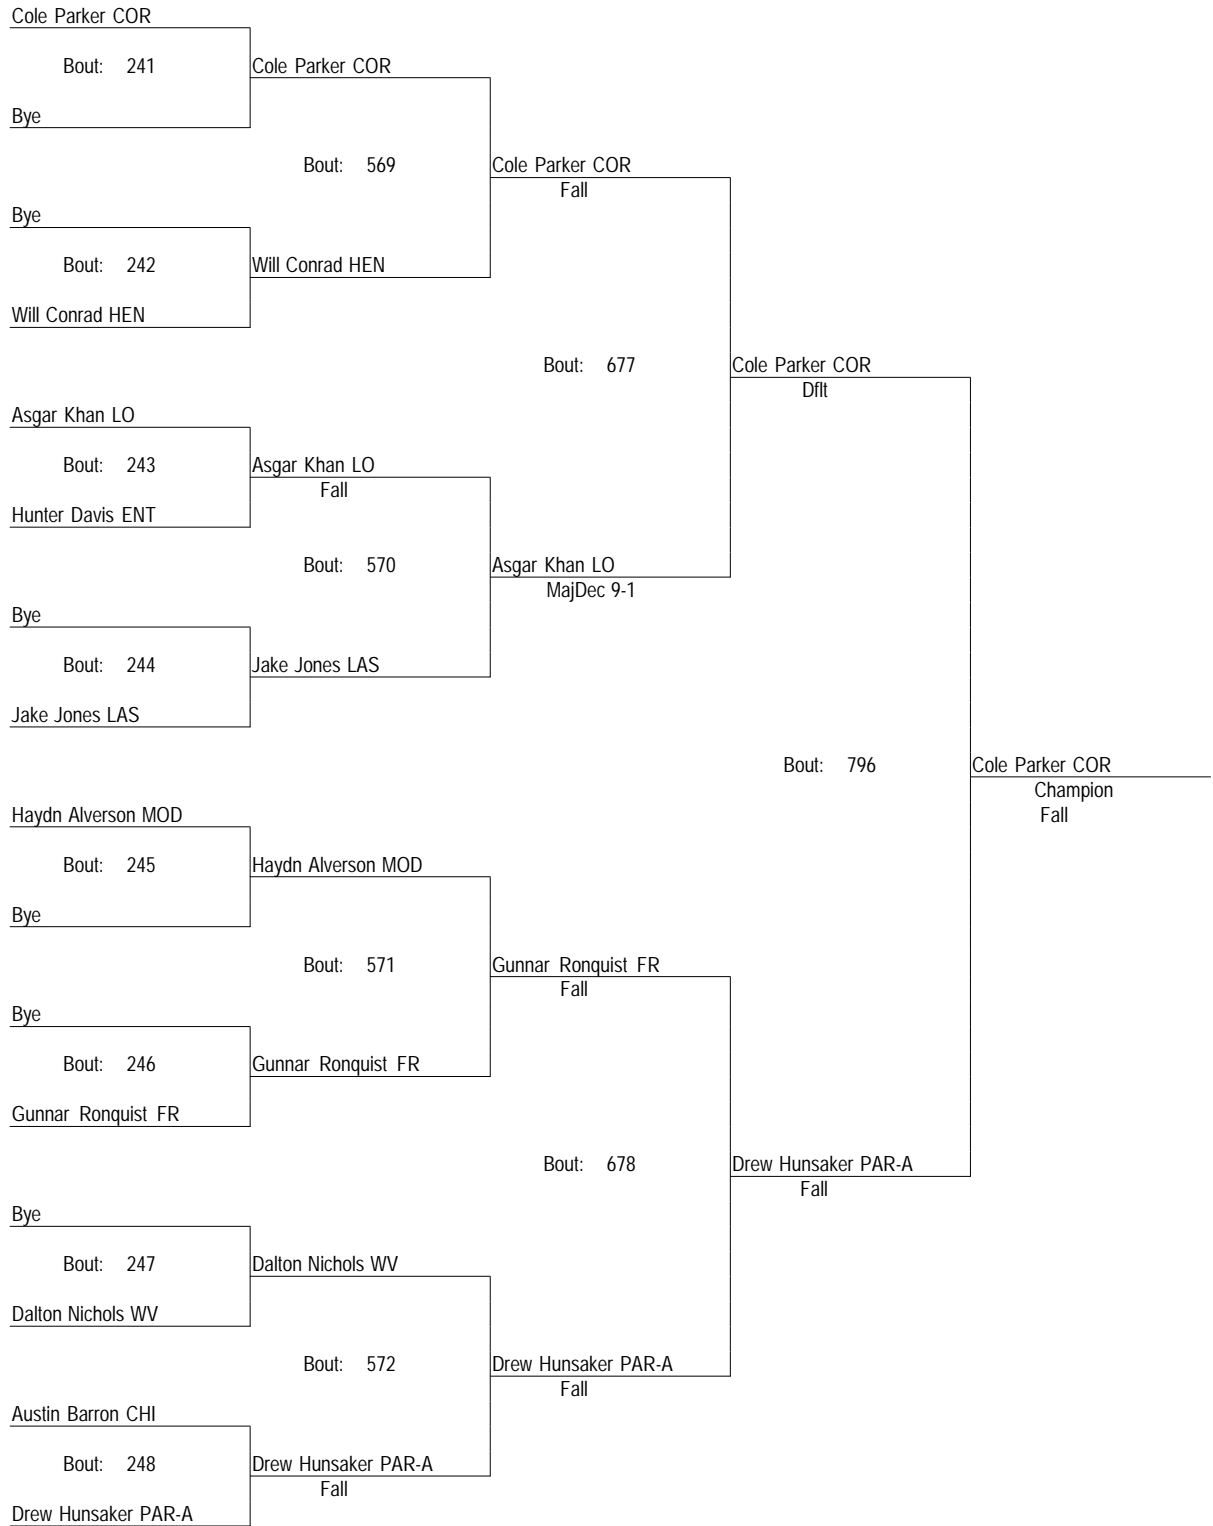 Cole Parker COR
Bout: 241 Cole Parker COR
Bye
Bout: 569 Cole Parker COR
Fall
Bye
Bout: 242 Will Conrad HEN
Will Conrad HEN
Bout: 677 Cole Parker COR
Dflt
Asgar Khan LO
Bout: 243 Asgar Khan LO
Fall
Hunter Davis ENT
Bout: 570 Asgar Khan LO
MajDec 9-1
Bye
Bout: 244 Jake Jones LAS
Jake Jones LAS
Bout: 796 Cole Parker COR
Champion
Haydn Alverson MOD Fall
Bout: 245 Haydn Alverson MOD
Bye
Bout: 571 Gunnar Ronquist FR
Fall
Bye
Bout: 246 Gunnar Ronquist FR
Gunnar Ronquist FR
Bout: 678 Drew Hunsaker PAR-A
Fall
Bye
Bout: 247 Dalton Nichols WV
Dalton Nichols WV
Bout: 572 Drew Hunsaker PAR-A
Fall
Austin Barron CHI
Bout: 248 Drew Hunsaker PAR-A
Fall
Drew Hunsaker PAR-A